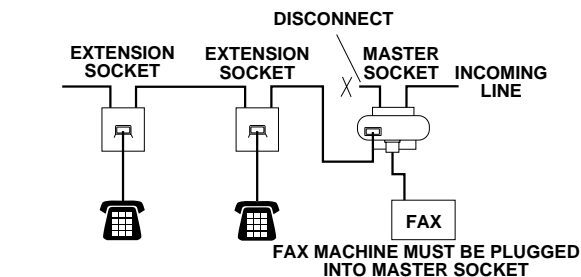 DISCONNECT
EXTENSION
SOCKET
EXTENSION
SOCKET
MASTER
SOCKET
INCOMING
LINE
FAX
FAX MACHINE MUST BE PLUGGED
INTO MASTER SOCKET